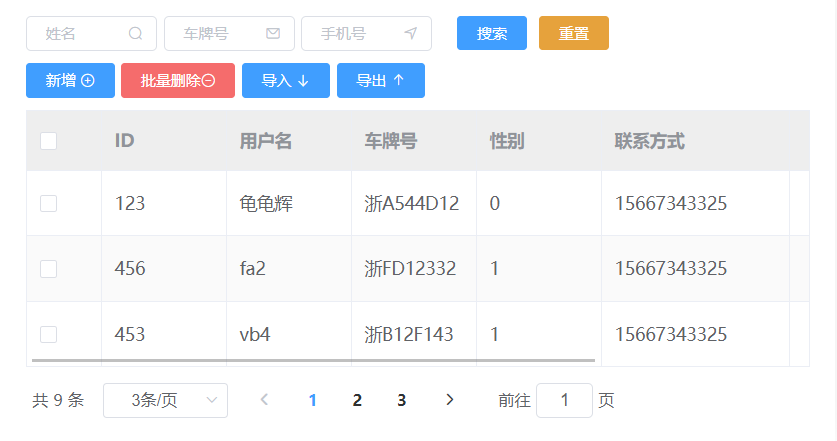 姓名 车牌号 手机号 搜索 重置
新增 批量删除 导入 导出
ID 用户名 车牌号 性别 联系方式
123 龟龟辉 浙A544D12 0 15667343325
456 fa2 浙FD12332 1 15667343325
453 vb4 浙B12F143 1 15667343325
共 9 条 3条/页 1 2 3 前往 1 页